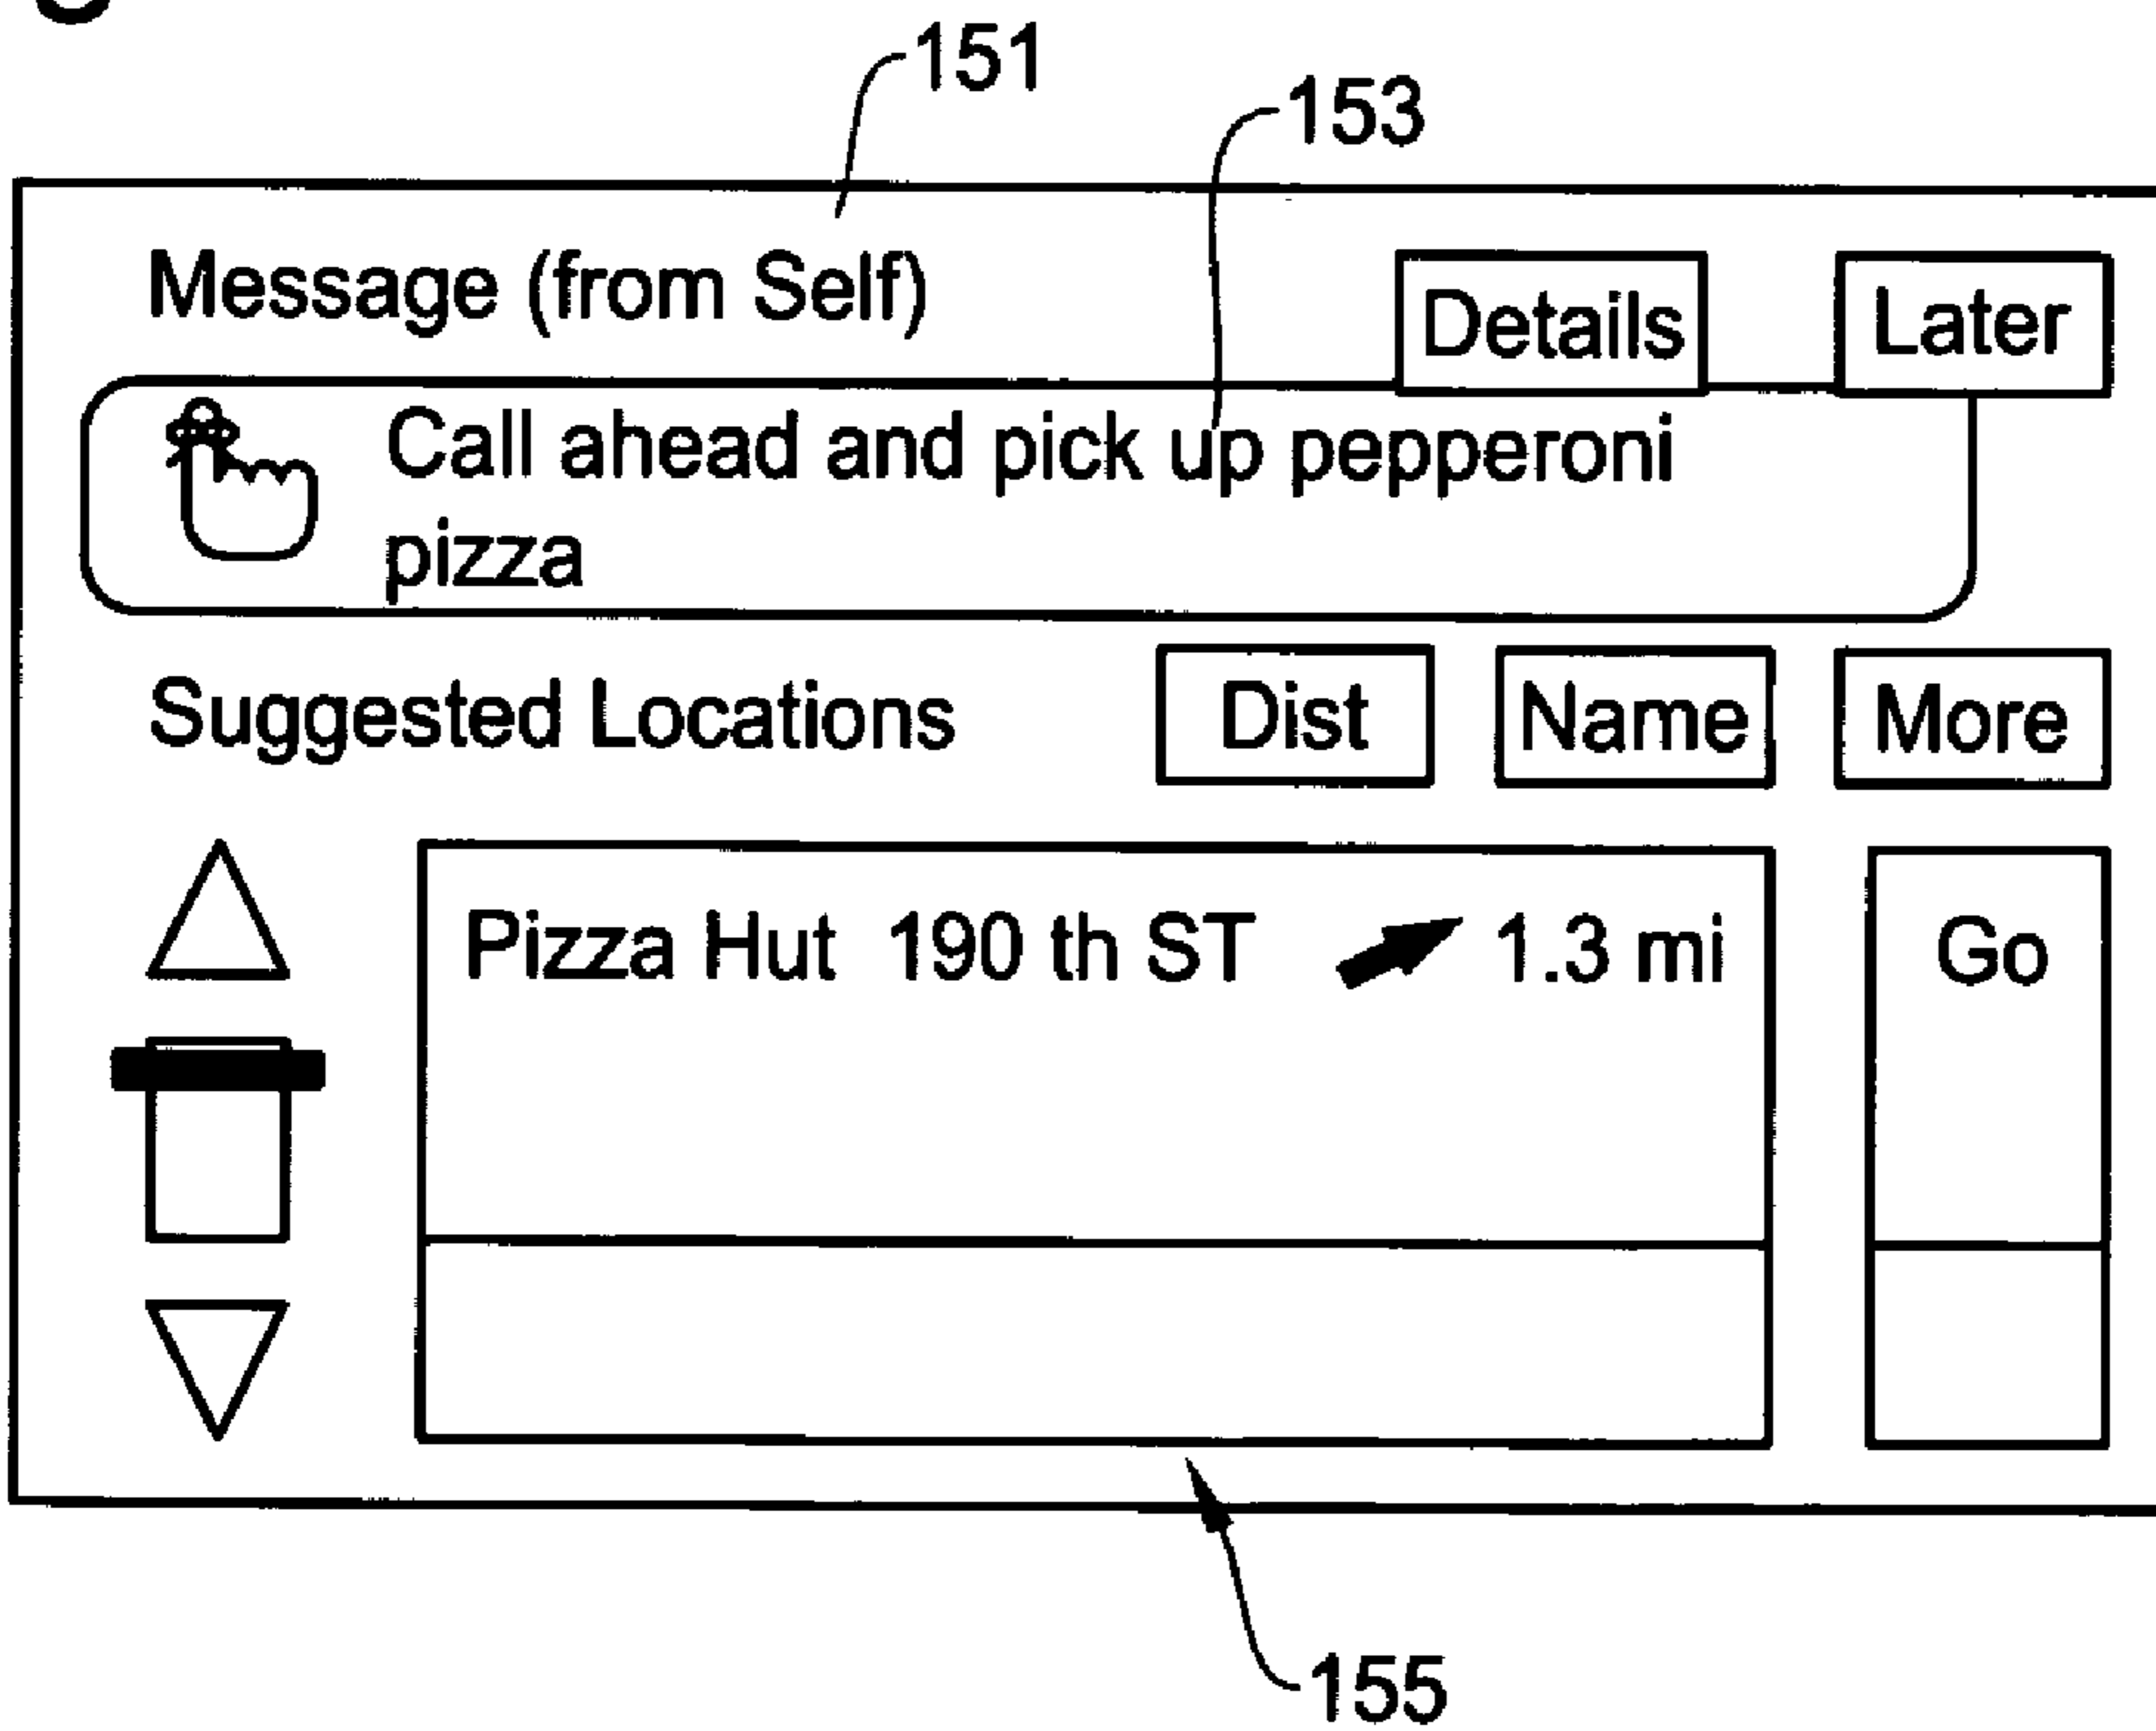 151
153
Message (from Self) Details Later
Call ahead and pick up pepperoni
pizza
Suggested Locations Dist Name More
Pizza Hut 190 th ST 1.3 mi Go
155